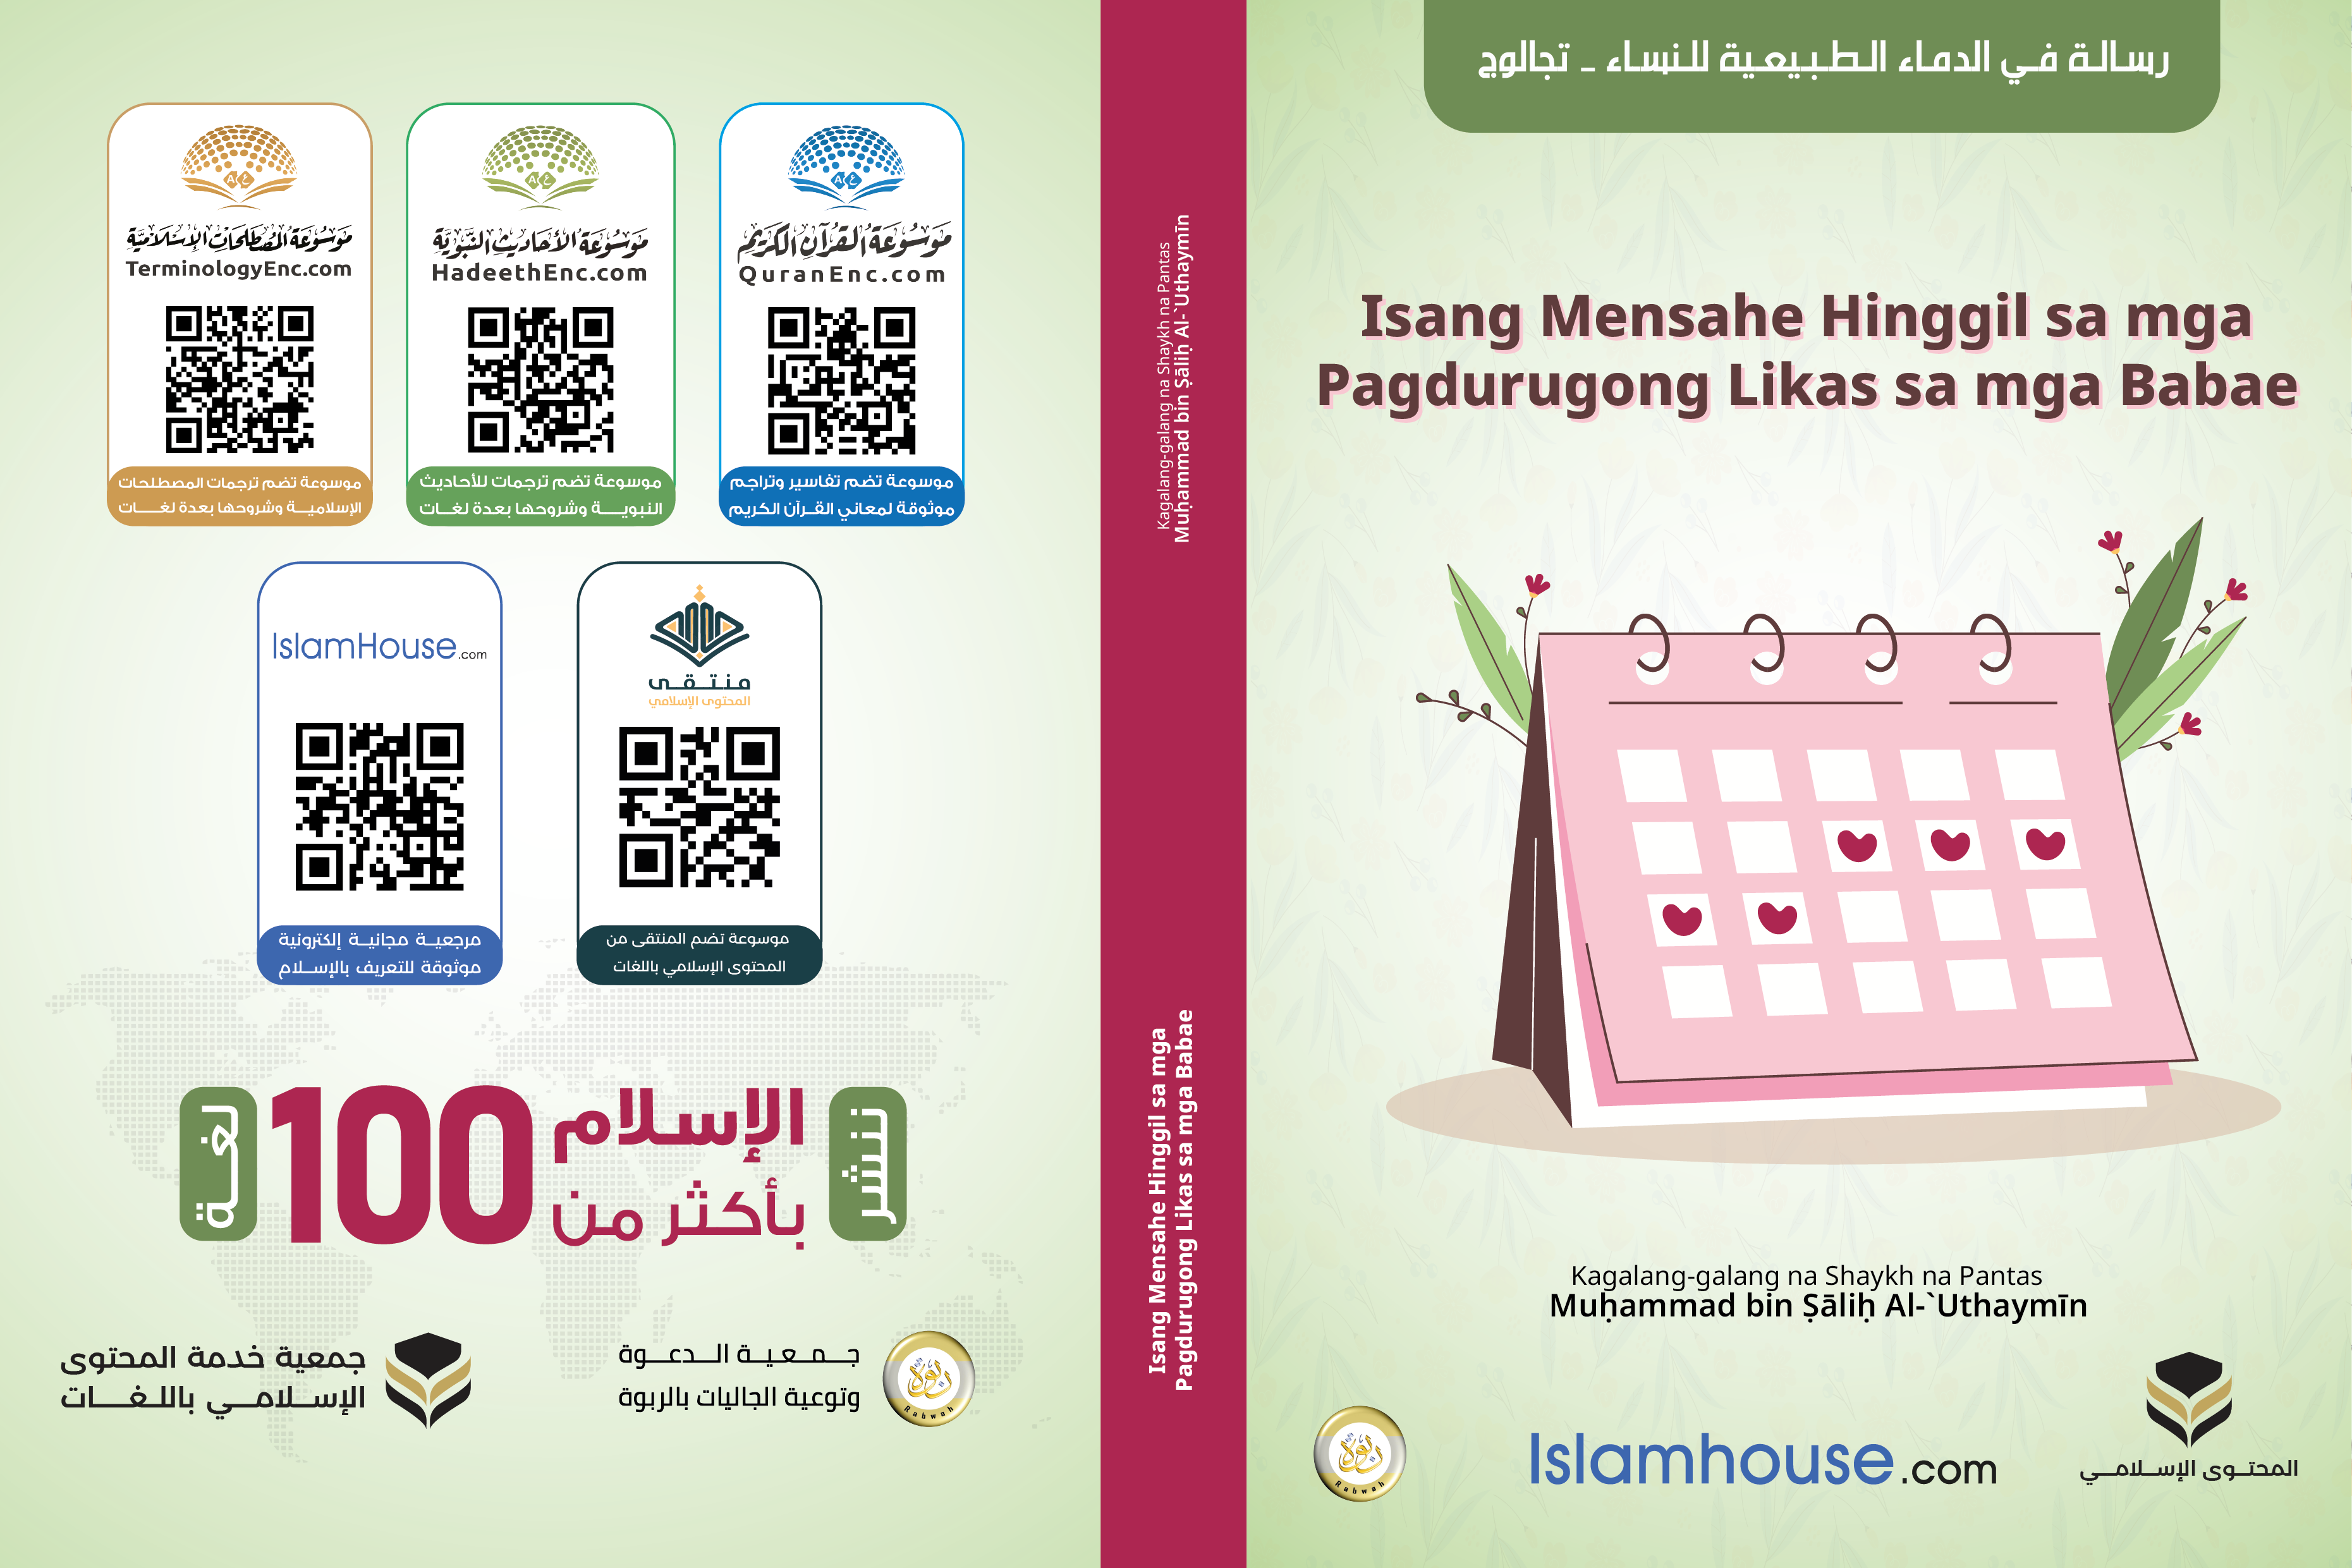 رسالة في الدماء الطبيعية للنساء - تجالوج
Isang Mensahe Hinggil sa mga
Pagdurugong Likas sa mga Babae
Kagalang-galang na Shaykh na Pantas
Muḥammad bin Ṣāliḥ Al-`Uthaymīn
Rabwah
Islamhouse.com
المحتوى الإسلامي
Kagalang-galang na Shaykh na Pantas
Muḥammad bin Ṣāliḥ Al-`Uthaymīn
Isang Mensahe Hinggil sa mga
Pagdurugong Likas sa mga Babae
موسوعة القرآن الكريم
QuranEnc.com
موسوعة تضم تفاسير وتراجم
موثوقة لمعاني القرآن الكريم
موسوعة الأحاديث النبوية
HadeethEnc.com
موسوعة تضم ترجمات للأحاديث
النبوية وشروحها بعدة لغات
موسوعة المصطلحات الإسلامية
TerminologyEnc.com
موسوعة تضم ترجمات المصطلحات
الإسلامية وشروحها بعدة لغات
منتقى
المحتوى الإسلامي
موسوعة تضم المنتقى من
المحتوى الإسلامي باللغات
IslamHouse.com
مرجعية مجانية إلكترونية
موثوقة للتعريف بالإسلام
ننشر
الإسلام
بأكثر من
100
لغة
جمعية الدعوة
وتوعية الجاليات بالربوة
Rabwah
جمعية خدمة المحتوى
الإسلامي باللغات